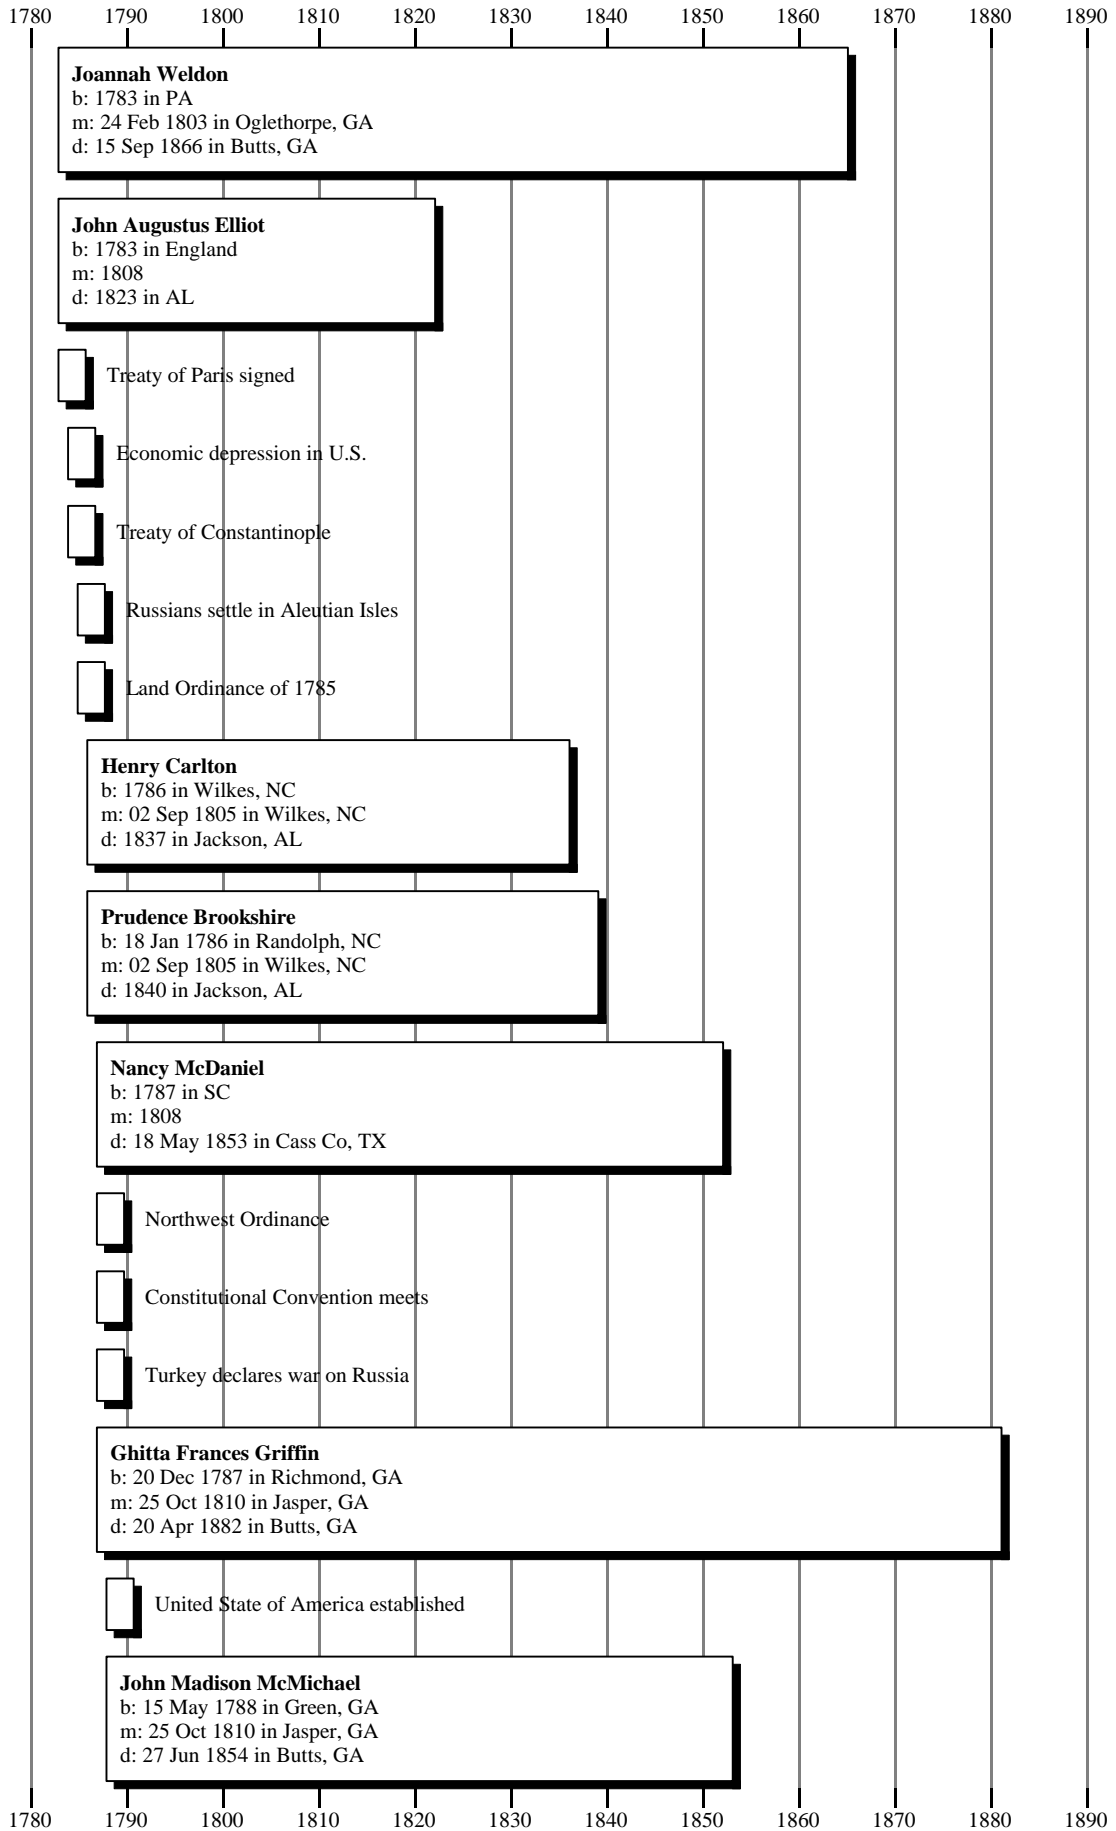 1780 1790 1800 1810 1820 1830 1840 1850 1860 1870 1880 1890
Joannah Weldon
b: 1783 in PA
m: 24 Feb 1803 in Oglethorpe, GA
d: 15 Sep 1866 in Butts, GA
John Augustus Elliot
b: 1783 in England
m: 1808
d: 1823 in AL
Treaty of Paris signed
Economic depression in U.S.
Treaty of Constantinople
Russians settle in Aleutian Isles
Land Ordinance of 1785
Henry Carlton
b: 1786 in Wilkes, NC
m: 02 Sep 1805 in Wilkes, NC
d: 1837 in Jackson, AL
Prudence Brookshire
b: 18 Jan 1786 in Randolph, NC
m: 02 Sep 1805 in Wilkes, NC
d: 1840 in Jackson, AL
Nancy McDaniel
b: 1787 in SC
m: 1808
d: 18 May 1853 in Cass Co, TX
Northwest Ordinance
Constitutional Convention meets
Turkey declares war on Russia
Ghitta Frances Griffin
b: 20 Dec 1787 in Richmond, GA
m: 25 Oct 1810 in Jasper, GA
d: 20 Apr 1882 in Butts, GA
United State of America established
John Madison McMichael
b: 15 May 1788 in Green, GA
m: 25 Oct 1810 in Jasper, GA
d: 27 Jun 1854 in Butts, GA
1780 1790 1800 1810 1820 1830 1840 1850 1860 1870 1880 1890